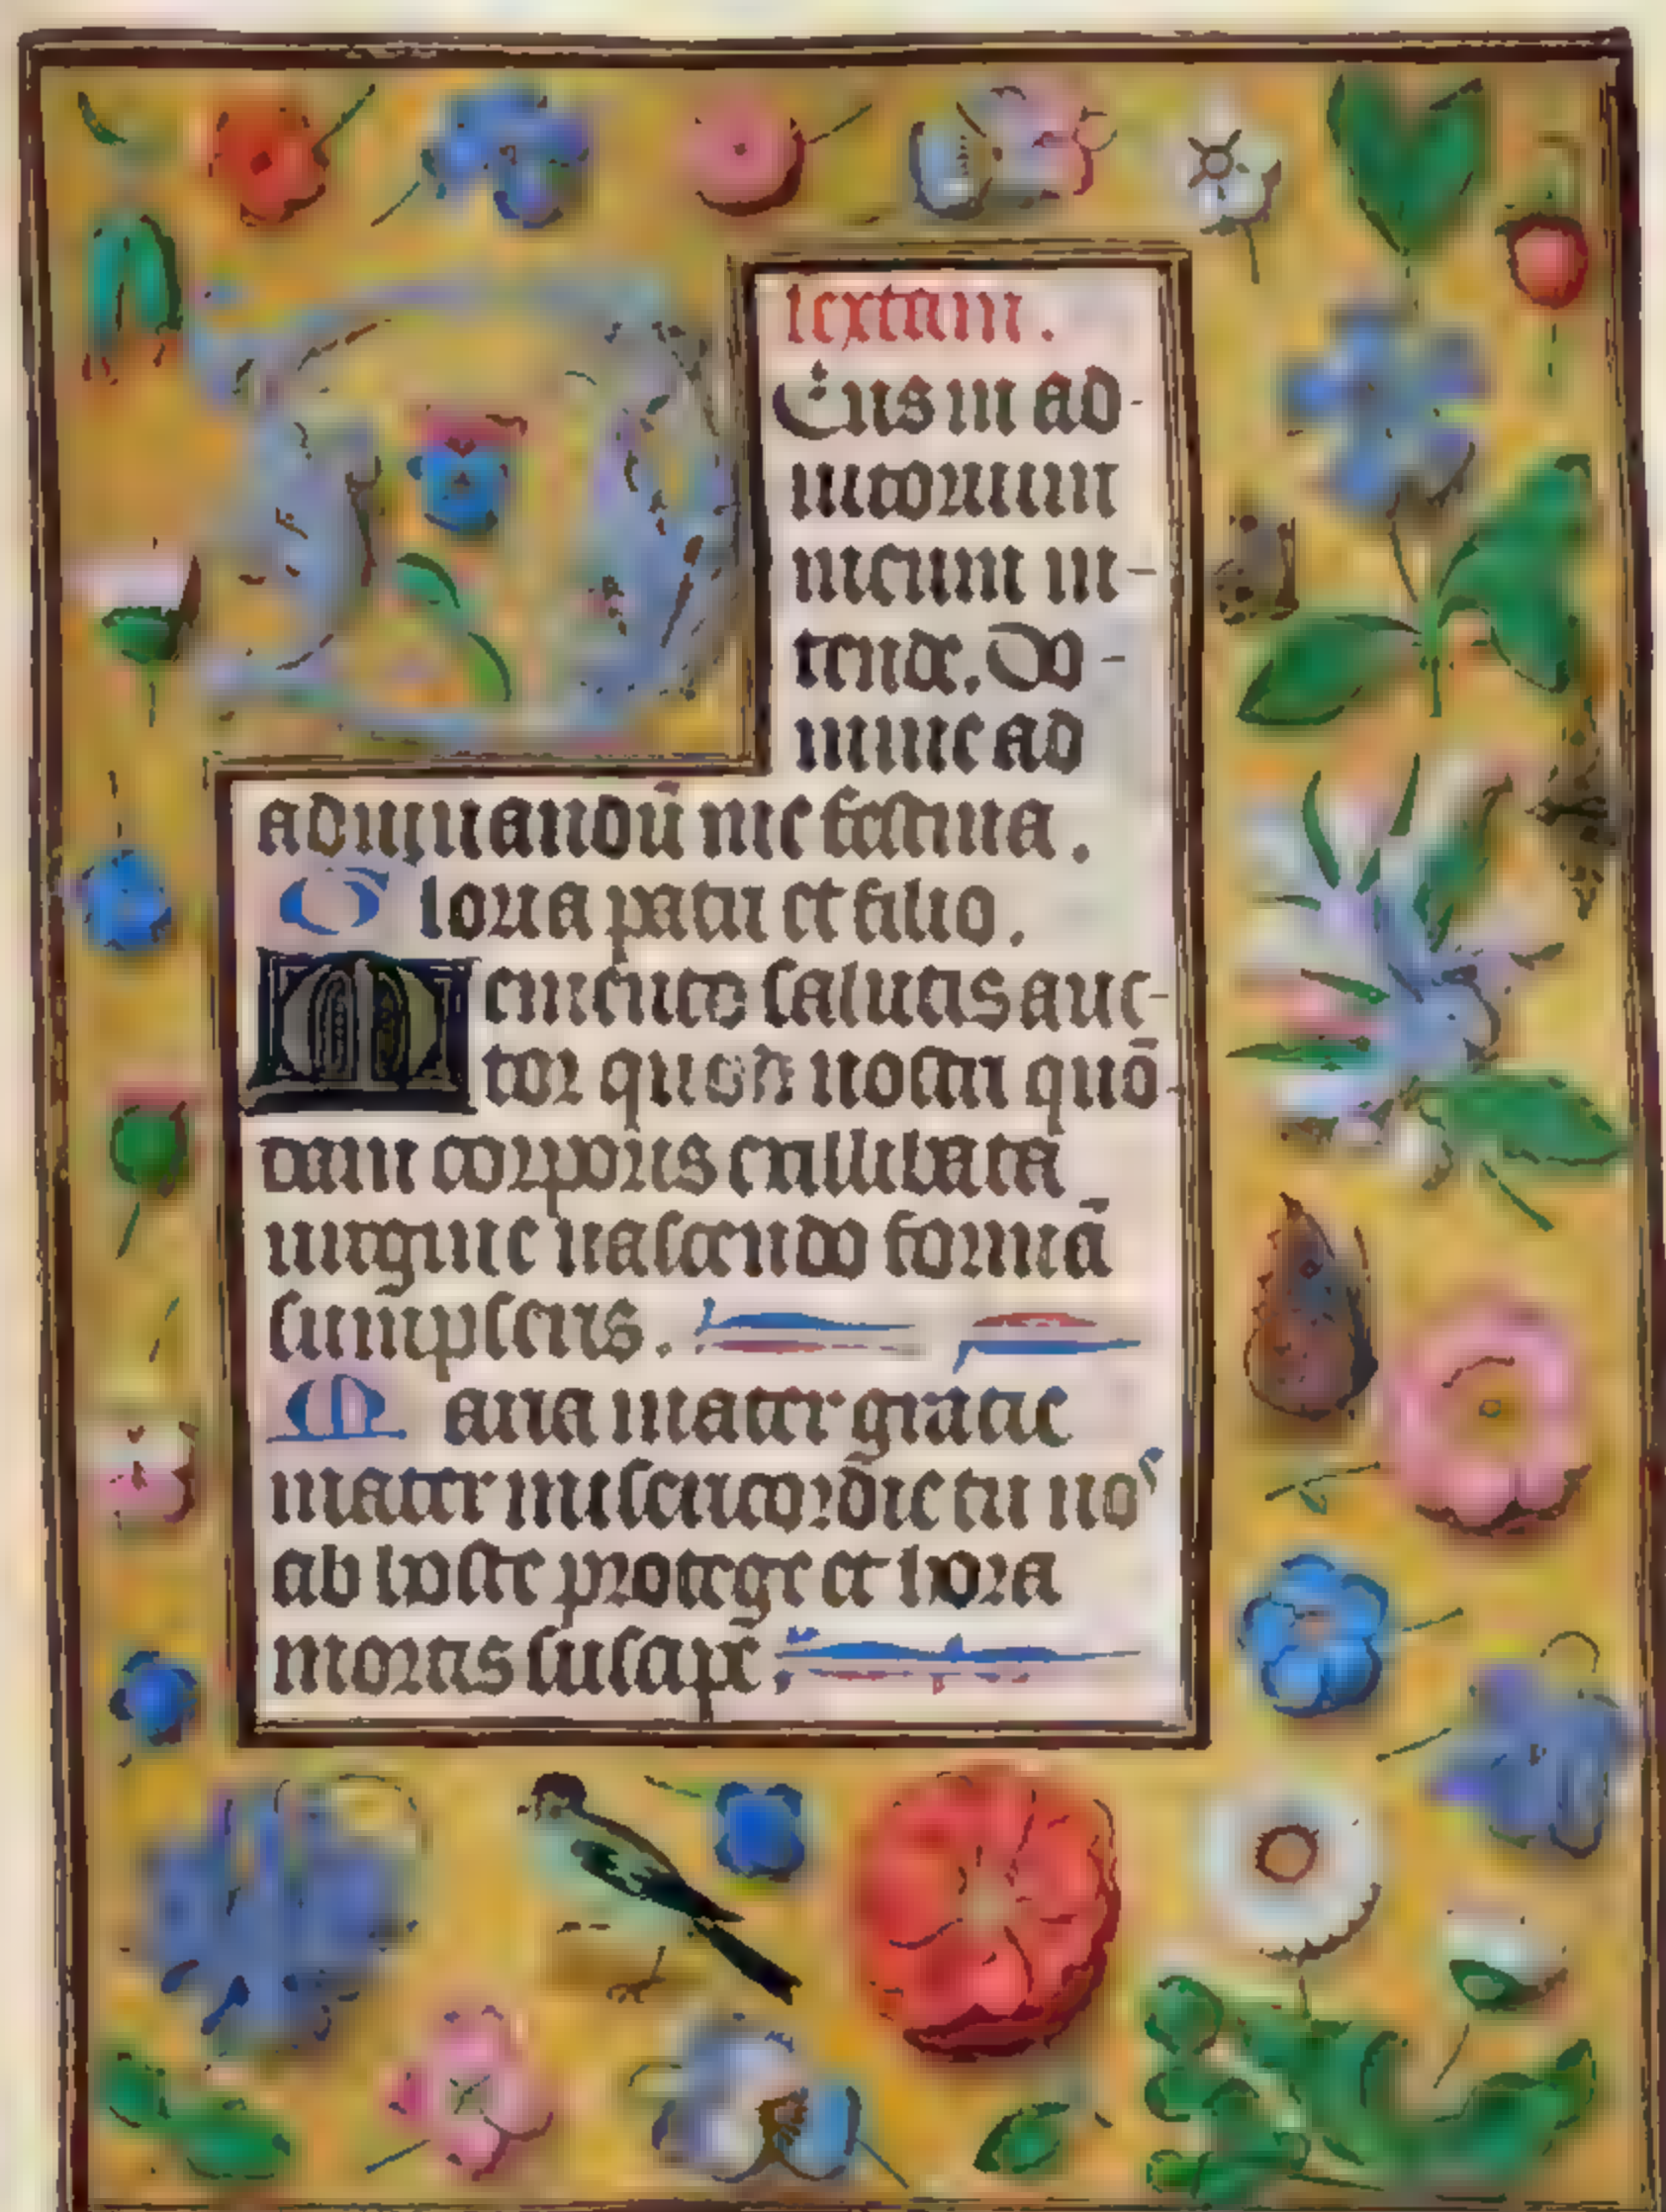 sextam.
Eus in ad-
iutorium
meum in-
tende. Do-
mine ad
adiuuandū me festina.
Gloria patri et filio.
Memento salutis auc-
tor quod nostri quō-
dam corporis ex illibata
uirgine nascendo formā
sumpseris.
Maria mater gratie
mater misericordie tu nos
ab hoste protege et hora
mortis suscipe.